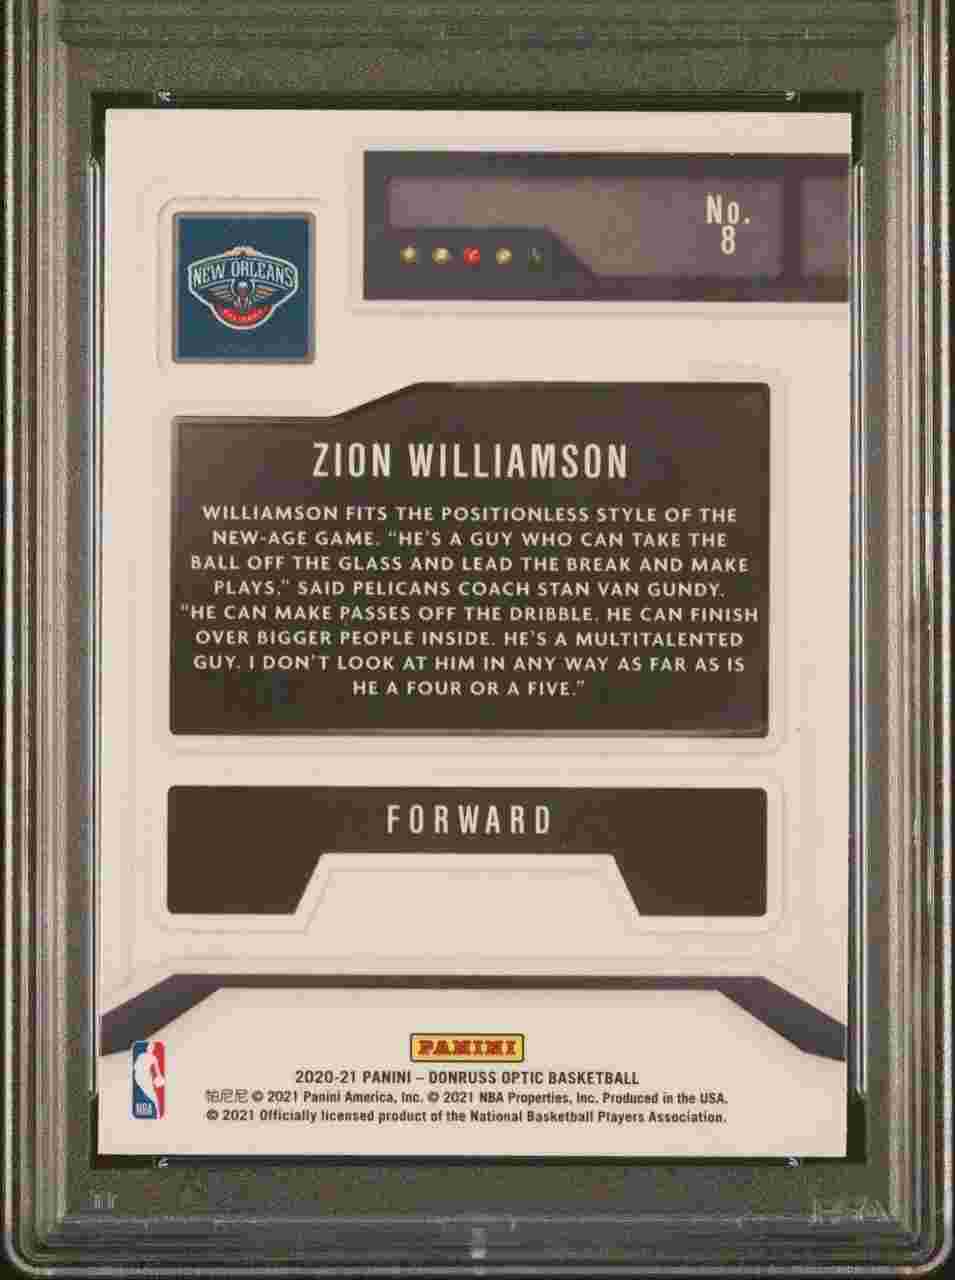 No.
8
NEW ORLEANS
ZION WILLIAMSON
WILLIAMSON FITS THE POSITIONLESS STYLE OF THE
NEW-AGE GAME. "HE'S A GUY WHO CAN TAKE THE
BALL OFF THE GLASS AND LEAD THE BREAK AND MAKE
PLAYS," SAID PELICANS COACH STAN VAN GUNDY.
"HE CAN MAKE PASSES OFF THE DRIBBLE. HE CAN FINISH
OVER BIGGER PEOPLE INSIDE. HE'S A MULTITALENTED
GUY. I DON'T LOOK AT HIM IN ANY WAY AS FAR AS IS
HE A FOUR OR A FIVE."
FORWARD
PANINI
NBA
2020-21 PANINI – DONRUSS OPTIC BASKETBALL
帕尼尼 © 2021 Panini America, Inc. © 2021 NBA Properties, Inc. Produced in the USA.
© 2021 Officially licensed product of the National Basketball Players Association.